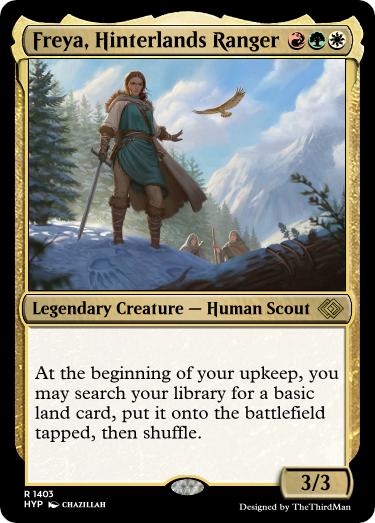 Freya, Hinterlands Ranger
Legendary Creature — Human Scout
At the beginning of your upkeep, you
may search your library for a basic
land card, put it onto the battlefield
tapped, then shuffle.
3/3
R 1403
HYP CHAZILLAH
Designed by TheThirdMan